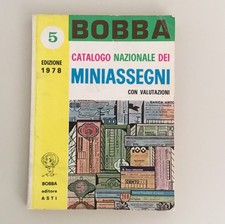 5
BOBBA
EDIZIONE
1978
CATALOGO NAZIONALE DEI
MINIASSEGNI
CON VALUTAZIONI
BOBBA
editore
ASTI